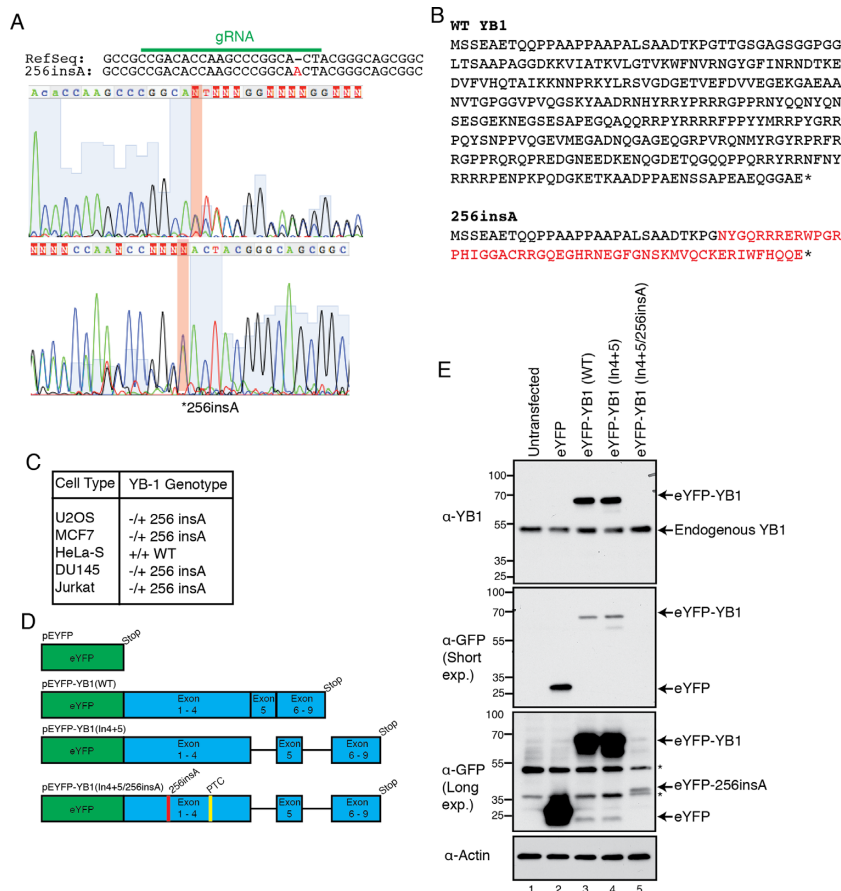 A
gRNA
RefSeq: GCCGCCGACACCAAGCCCGGCA-CTACGGGCAGCGGC
256insA: GCCGCCGACACCAAGCCCGGCAACTACGGGCAGCGGC
AcaCCAAGCCCGGCANTNNNGGNNNNGGNNN
NNNNCCAANCCNNNNACTACGGGCAGCGGC
*256insA
B
WT YB1
MSSEAETQQPPAAPPAAPALSAADTKPGTTGSGAGSGGPGG
LTSAAPAGGDKKVIATKVLGTVKWFNVRNGYGFINRNDTKE
DVFVHQTAIKKNNPRKYLRSVGDGETVEFDVVEGEKGAEAA
NVTGPGGVPVQGSKYAADRNHYRRYPRRRGPPRNYQQNYQN
SESGEKNEGSESAPEGQAQQRRPYRRRRFPPYYMRRPYGRR
PQYSNPPVQGEVMEGADNQGAGEQGRPVRQNMYRGYRPRFR
RGPPRQRQPREDGNEEDKENQGDETQGQQPPQRRYRRNFNY
RRRRPENPKPQDGKETKAADPPAENSSAPEAEQGGAE*
256insA
MSSEAETQQPPAAPPAAPALSAADTKPGNYGQRRRERWPGR
PHIGGACRRGQEGHRNEGFGNSKMVQCKERIWFHQQE*
C
Cell Type YB-1 Genotype
U2OS -/+ 256 insA
MCF7 -/+ 256 insA
HeLa-S +/+ WT
DU145 -/+ 256 insA
Jurkat -/+ 256 insA
D
pEYFP
Stop
eYFP
pEYFP-YB1(WT)
Stop
eYFP Exon 1 - 4 Exon 5 Exon 6 - 9
pEYFP-YB1(In4+5)
Stop
eYFP Exon 1 - 4 Exon 5 Exon 6 - 9
pEYFP-YB1(In4+5/256insA)
256insA PTC Stop
eYFP Exon 1 - 4 Exon 5 Exon 6 - 9
E
Untransfected
eYFP
eYFP-YB1 (WT)
eYFP-YB1 (In4+5)
eYFP-YB1 (In4+5/256insA)
α-YB1
100
70
55
35
25
eYFP-YB1
Endogenous YB1
α-GFP
(Short
exp.)
100
70
55
35
25
eYFP-YB1
eYFP
α-GFP
(Long
exp.)
100
70
55
35
25
eYFP-YB1
*
eYFP-256insA
*
eYFP
α-Actin
1 2 3 4 5